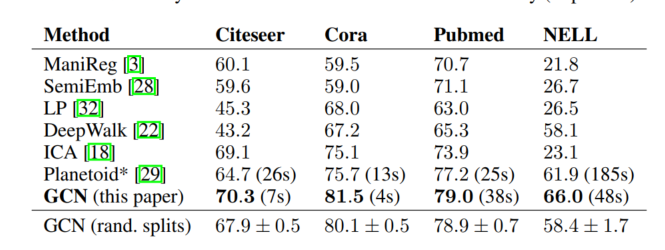 Method Citeseer Cora Pubmed NELL
ManiReg [3] 60.1 59.5 70.7 21.8
SemiEmb [28] 59.6 59.0 71.1 26.7
LP [32] 45.3 68.0 63.0 26.5
DeepWalk [22] 43.2 67.2 65.3 58.1
ICA [18] 69.1 75.1 73.9 23.1
Planetoid* [29] 64.7 (26s) 75.7 (13s) 77.2 (25s) 61.9 (185s)
GCN (this paper) 70.3 (7s) 81.5 (4s) 79.0 (38s) 66.0 (48s)
GCN (rand. splits) 67.9 ± 0.5 80.1 ± 0.5 78.9 ± 0.7 58.4 ± 1.7